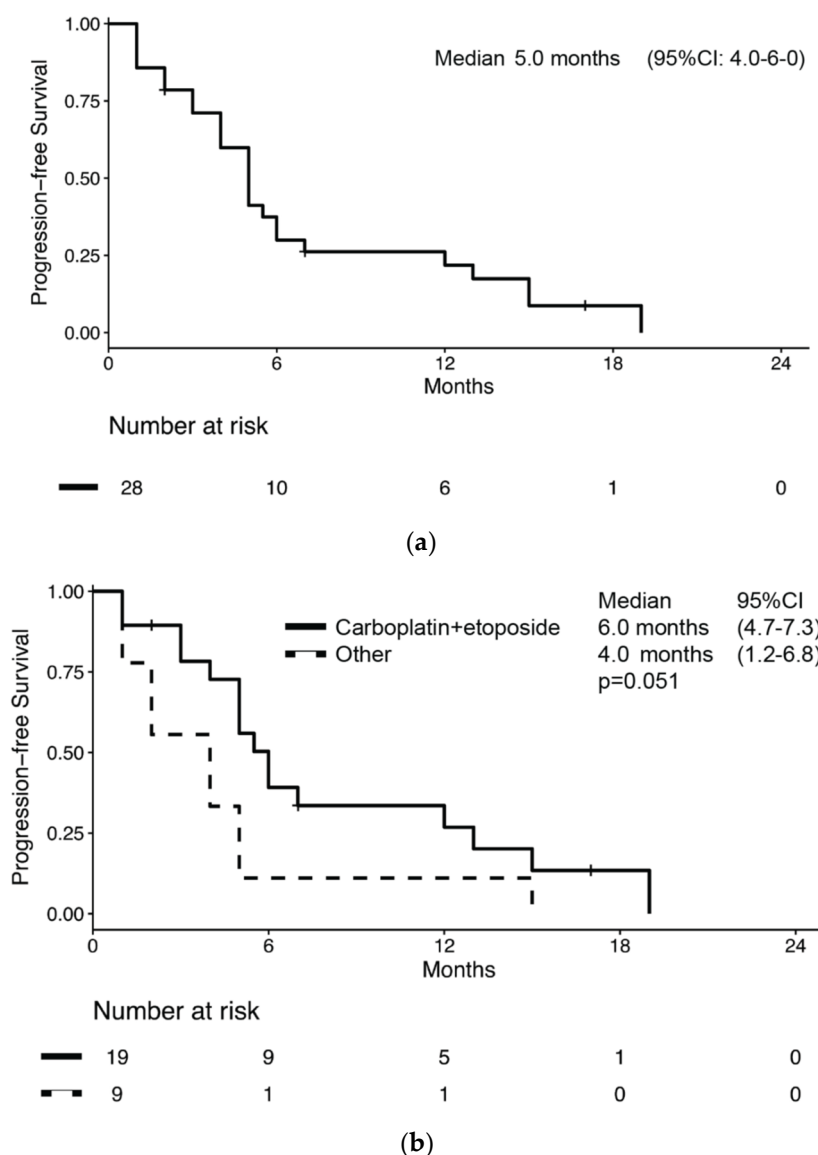 Median 5.0 months (95%CI: 4.0-6-0)
Progression-free Survival
1.00
0.75
0.50
0.25
0.00
0 6 12 18 24
Months
Number at risk
28 10 6 1 0
(a)
Median 95%CI
Carboplatin+etoposide 6.0 months (4.7-7.3)
Other 4.0 months (1.2-6.8)
p=0.051
Progression-free Survival
1.00
0.75
0.50
0.25
0.00
0 6 12 18 24
Months
Number at risk
19 9 5 1 0
9 1 1 0 0
(b)